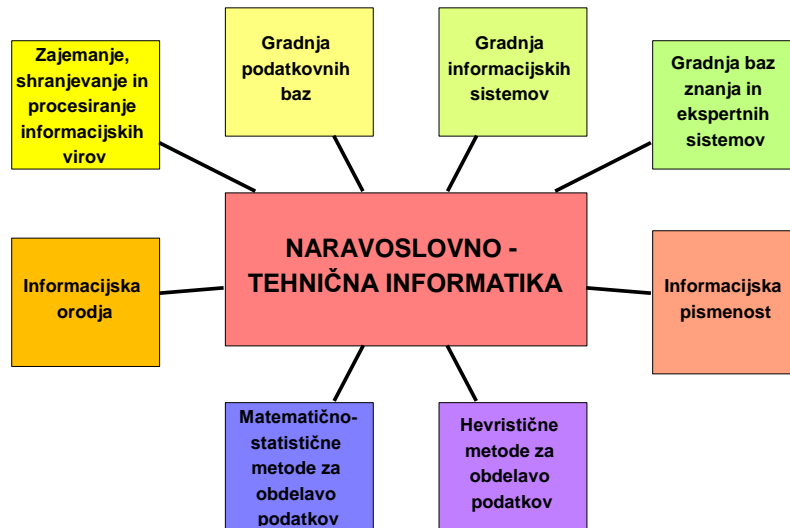 Zajemanje,
shranjevanje in
procesiranje
informacijskih
virov
Gradnja
podatkovnih
baz
Gradnja
informacijskih
sistemov
Gradnja baz
znanja in
ekspertnih
sistemov
NARAVOSLOVNO -
TEHNIČNA INFORMATIKA
Informacijska
orodja
Informacijska
pismenost
Matematično-
statistične
metode za
obdelavo
podatkov
Hevristične
metode za
obdelavo
podatkov